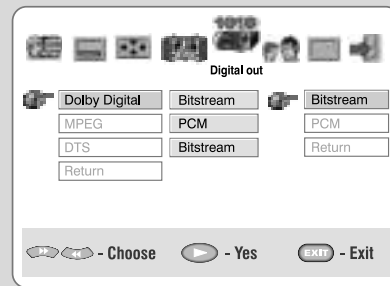 1010
Digital out
Dolby Digital Bitstream Bitstream
MPEG PCM PCM
DTS Bitstream Return
Return
- Choose - Yes EXIT - Exit